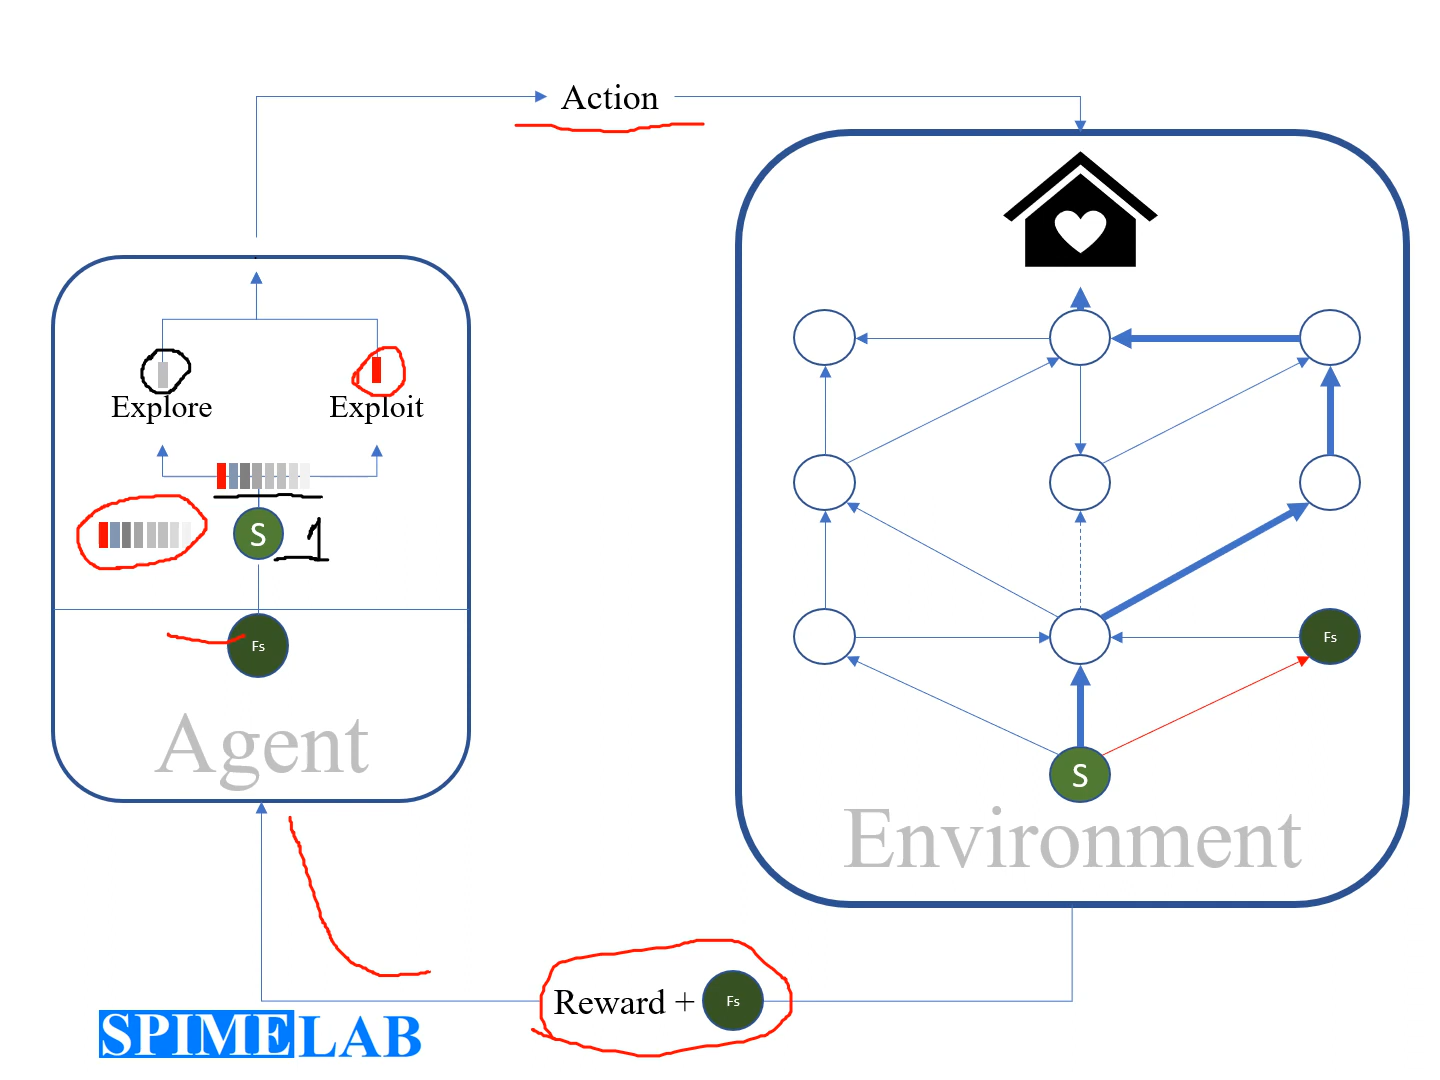 Action
Explore
Exploit
S
1
Fs
Agent
Fs
S
Environment
Reward + Fs
SPIMELAB